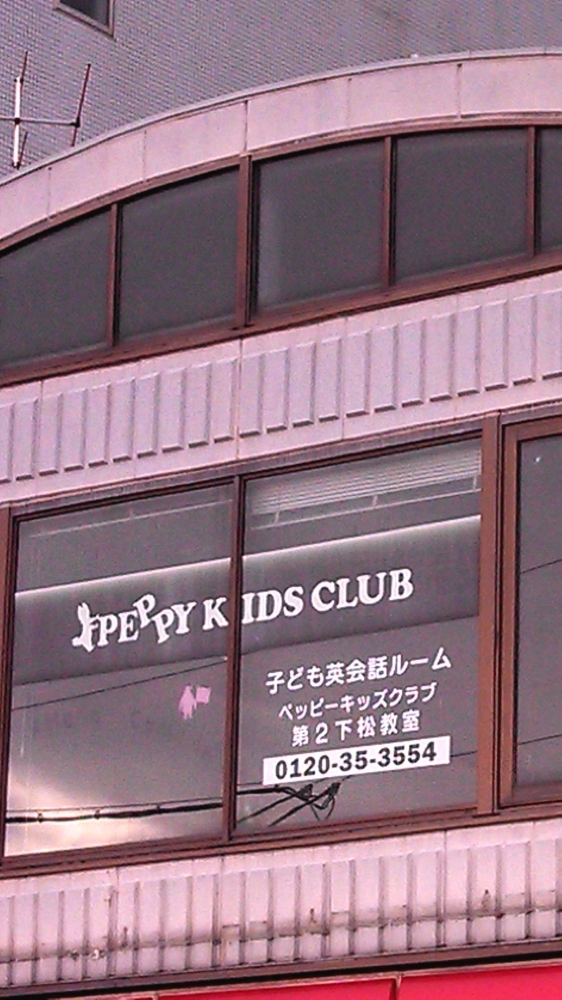 PEPPY KIDS CLUB
子ども英会話ルーム
ペッピーキッズクラブ
第2下松教室
0120-35-3554